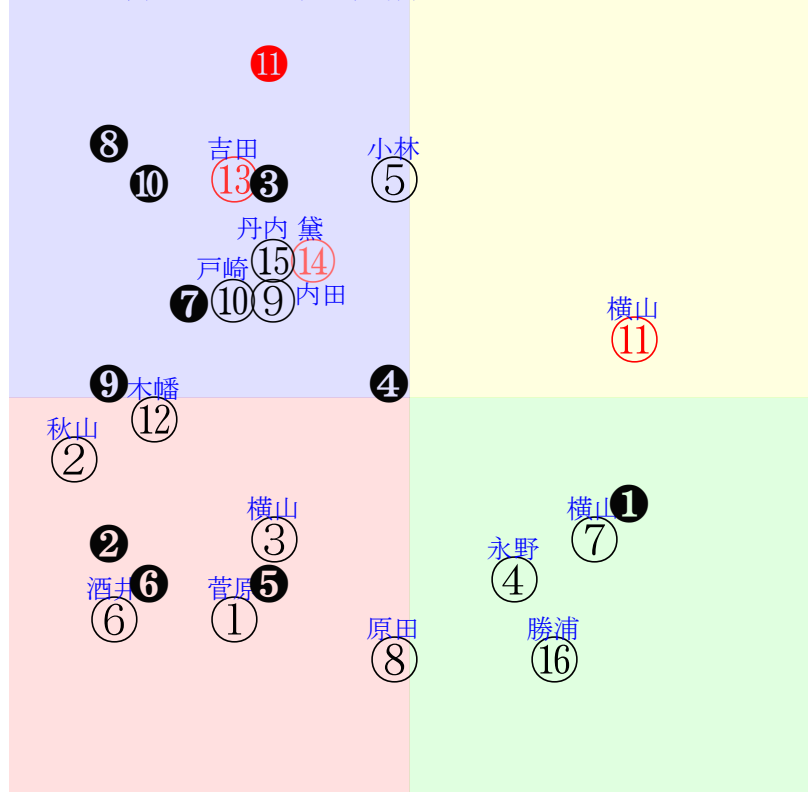 ⓫
❽
吉田
小林
❿
⑬
❸
⑤
丹内 黛
戸崎
⑮
⑭
❼
⑩
⑨
内田
横山
⑪
❾
木幡
❹
⑫
秋山
②
横山
横山
❶
❷
③
永野
⑦
酒井
❻
菅原
❺
④
⑥
①
原田
勝浦
⑧
⑯